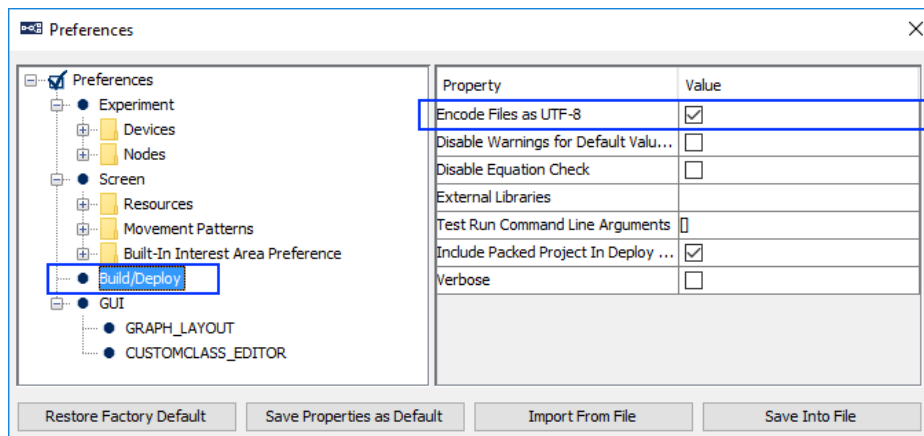 Preferences
Preferences
Experiment
Devices
Nodes
Screen
Resources
Movement Patterns
Built-In Interest Area Preference
Build/Deploy
GUI
GRAPH_LAYOUT
CUSTOMCLASS_EDITOR
Property Value
Encode Files as UTF-8
Disable Warnings for Default Valu...
Disable Equation Check
External Libraries
Test Run Command Line Arguments []
Include Packed Project In Deploy ...
Verbose
Restore Factory Default Save Properties as Default Import From File Save Into File